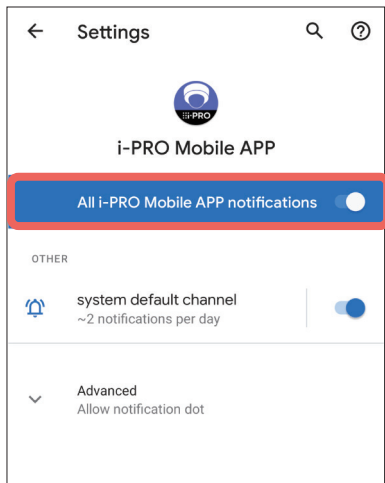 Settings
i-PRO
i-PRO Mobile APP
All i-PRO Mobile APP notifications
OTHER
system default channel
~2 notifications per day
Advanced
Allow notification dot